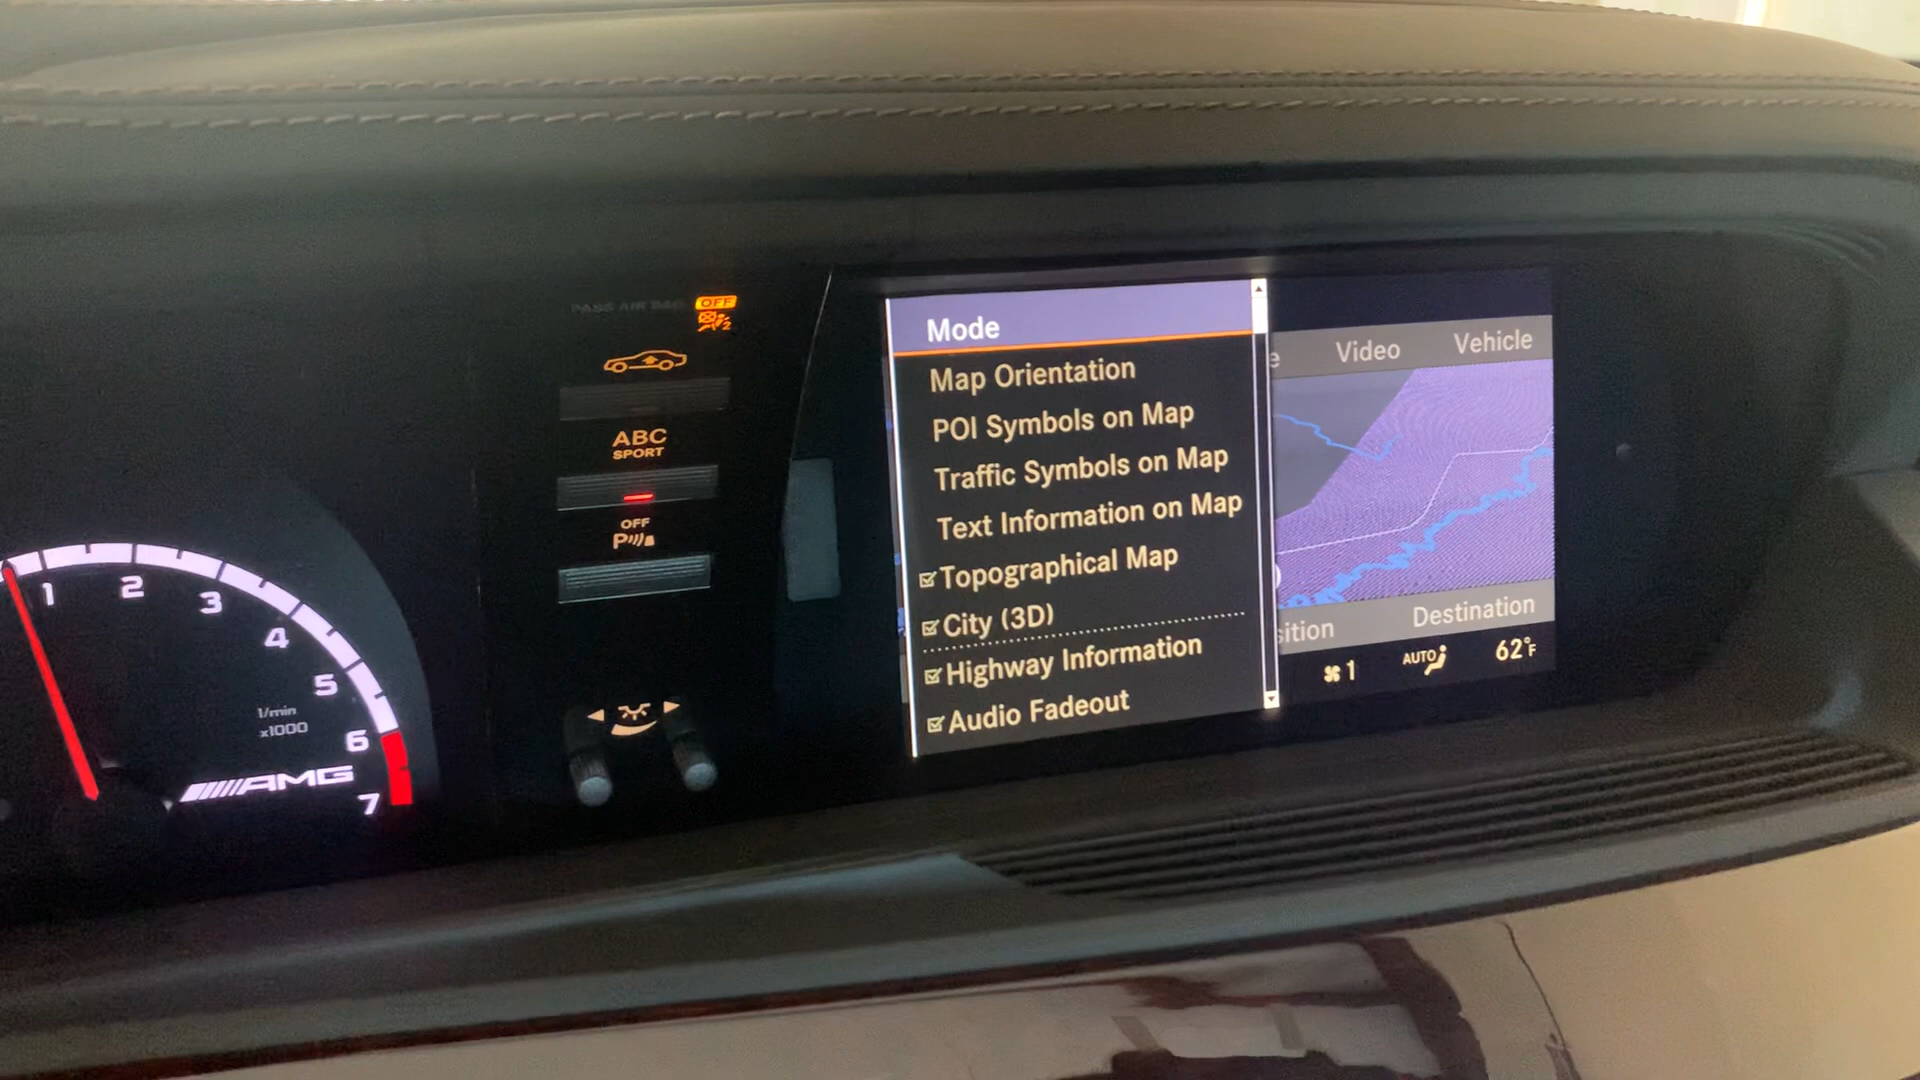 PASS AIR BAG OFF
2
ABC
SPORT
OFF
P
1
2
3
4
5
6
7
1/min
x1000
AMG
Mode
Map Orientation
POI Symbols on Map
Traffic Symbols on Map
Text Information on Map
Topographical Map
City (3D)
Highway Information
Audio Fadeout
e Video Vehicle
sition Destination
1 AUTO 62°F